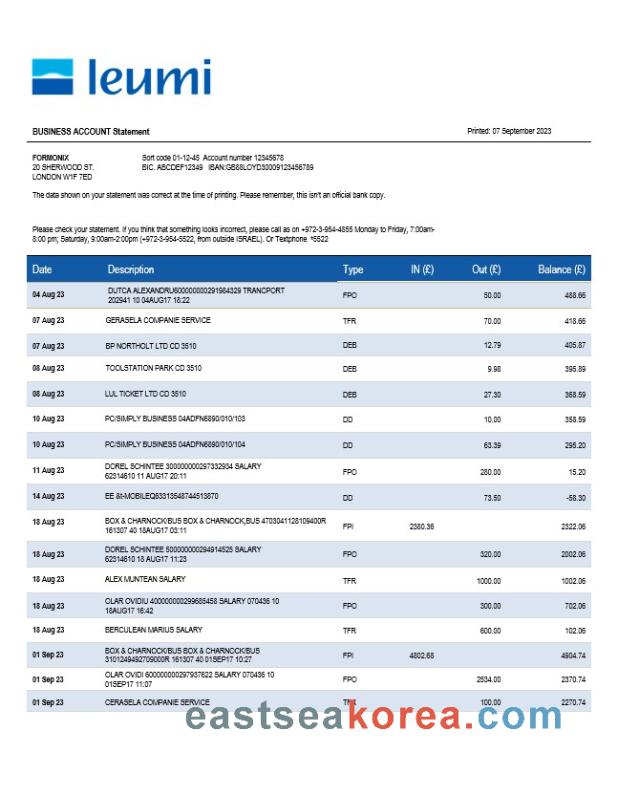 leumi
BUSINESS ACCOUNT Statement
Printed: 07 September 2023
FORMONIX
Sort code 01-12-45 Account number 12345678
20 SHERWOOD ST.
BIC. ABCDEF12349 IBAN:GB88LOYD30009123456789
LONDON W1F 7ED
The data shown on your statement was correct at the time of printing. Please remember, this isn't an official bank copy.
Please check your statement. If you think that something looks incorrect, please call as on +972-3-954-4855 Monday to Friday, 7:00am-
8:00 pm; Saturday, 9:00am-2:00pm (+972-3-954-5522, from outside ISRAEL). Or Textphone *5522
Date Description Type IN (£) Out (£) Balance (£)
04 Aug 23 DUTCA ALEXANDRU600000000291984329 TRANCPORT FPO 50.00 488.66
202941 10 04AUG17 18:22
07 Aug 23 GERASELA COMPANIE SERVICE TFR 70.00 418.66
07 Aug 23 BP NORTHOLT LTD CD 3510 DEB 12.79 405.87
08 Aug 23 TOOLSTATION PARK CD 3510 DEB 9.98 395.89
08 Aug 23 LUL TICKET LTD CD 3510 DEB 27.30 368.59
10 Aug 23 PC/SIMPLY BUSINESS 04ADFN6890/010/103 DD 10.00 358.59
10 Aug 23 PC/SIMPLY BUSINESS 04ADFN6890/010/104 DD 63.39 295.20
11 Aug 23 DOREL SCHINTEE 300000000297332934 SALARY FPO 280.00 15.20
62314610 11 AUG17 20:11
14 Aug 23 EE &t-MOBILEQ63313548744513870 DD 73.50 -58.30
18 Aug 23 BOX & CHARNOCK/BUS BOX & CHARNOCK,BUS 4703041128109400R FPI 2380.36 2322.06
161307 40 18AUG17 03:11
18 Aug 23 DOREL SCHINTEE 500000000294914525 SALARY FPO 320.00 2002.06
62314610 18 AUG17 11:23
18 Aug 23 ALEX MUNTEAN SALARY TFR 1000.00 1002.06
18 Aug 23 OLAR OVIDIU 400000000299685458 SALARY 070436 10 FPO 300.00 702.06
18AUG17 16:42
18 Aug 23 BERCULEAN MARIUS SALARY TFR 600.00 102.06
01 Sep 23 BOX & CHARNOCK/BUS BOX & CHARNOCK/BUS FPI 4802.68 4904.74
3101249492709000R 161307 40 01SEP17 10:27
01 Sep 23 OLAR OVIDI 600000000297937622 SALARY 070436 10 FPO 2534.00 2370.74
01SEP17 11:07
01 Sep 23 CERASELA COMPANIE SERVICE 100.00 2270.74
eastseakorea.com